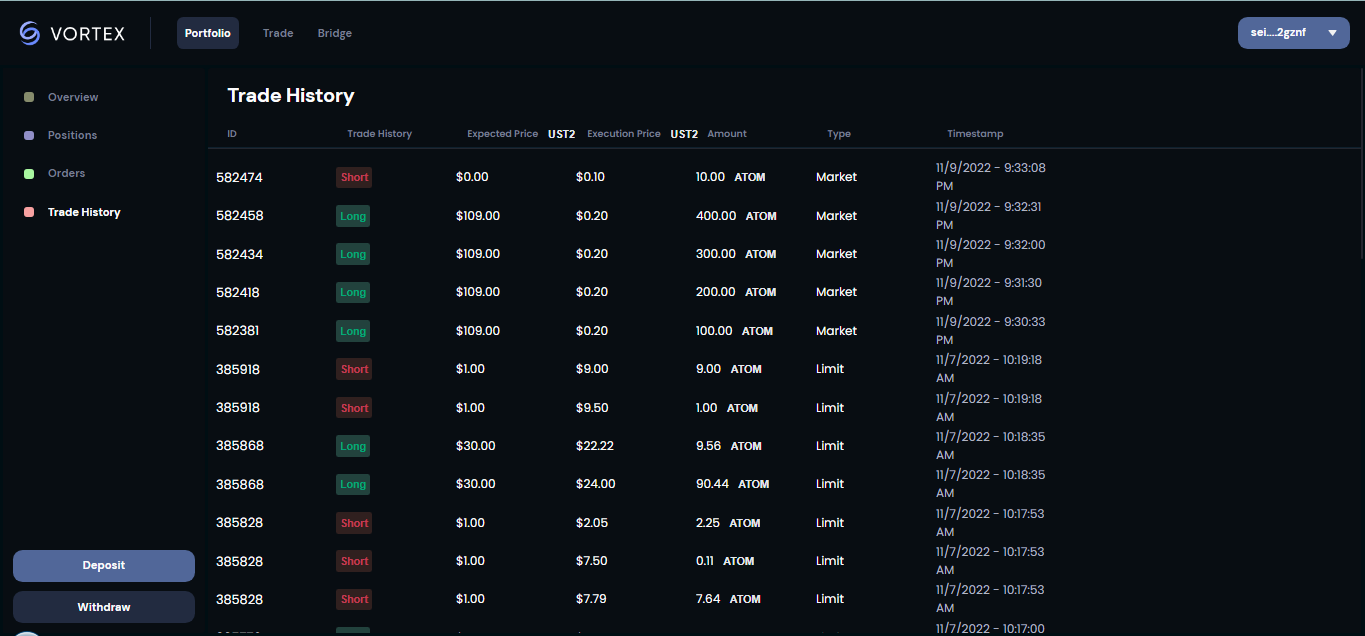 VORTEX Portfolio Trade Bridge sei....2gznf
Overview
Positions
Orders
Trade History
Deposit
Withdraw
Trade History
ID Trade History Expected Price UST2 Execution Price UST2 Amount Type Timestamp
582474 Short $0.00 $0.10 10.00 ATOM Market 11/9/2022 - 9:33:08
PM
582458 Long $109.00 $0.20 400.00 ATOM Market 11/9/2022 - 9:32:31
PM
582434 Long $109.00 $0.20 300.00 ATOM Market 11/9/2022 - 9:32:00
PM
582418 Long $109.00 $0.20 200.00 ATOM Market 11/9/2022 - 9:31:30
PM
582381 Long $109.00 $0.20 100.00 ATOM Market 11/9/2022 - 9:30:33
PM
385918 Short $1.00 $9.00 9.00 ATOM Limit 11/7/2022 - 10:19:18
AM
385918 Short $1.00 $9.50 1.00 ATOM Limit 11/7/2022 - 10:19:18
AM
385868 Long $30.00 $22.22 9.56 ATOM Limit 11/7/2022 - 10:18:35
AM
385868 Long $30.00 $24.00 90.44 ATOM Limit 11/7/2022 - 10:18:35
AM
385828 Short $1.00 $2.05 2.25 ATOM Limit 11/7/2022 - 10:17:53
AM
385828 Short $1.00 $7.50 0.11 ATOM Limit 11/7/2022 - 10:17:53
AM
385828 Short $1.00 $7.79 7.64 ATOM Limit 11/7/2022 - 10:17:53
AM
11/7/2022 - 10:17:00